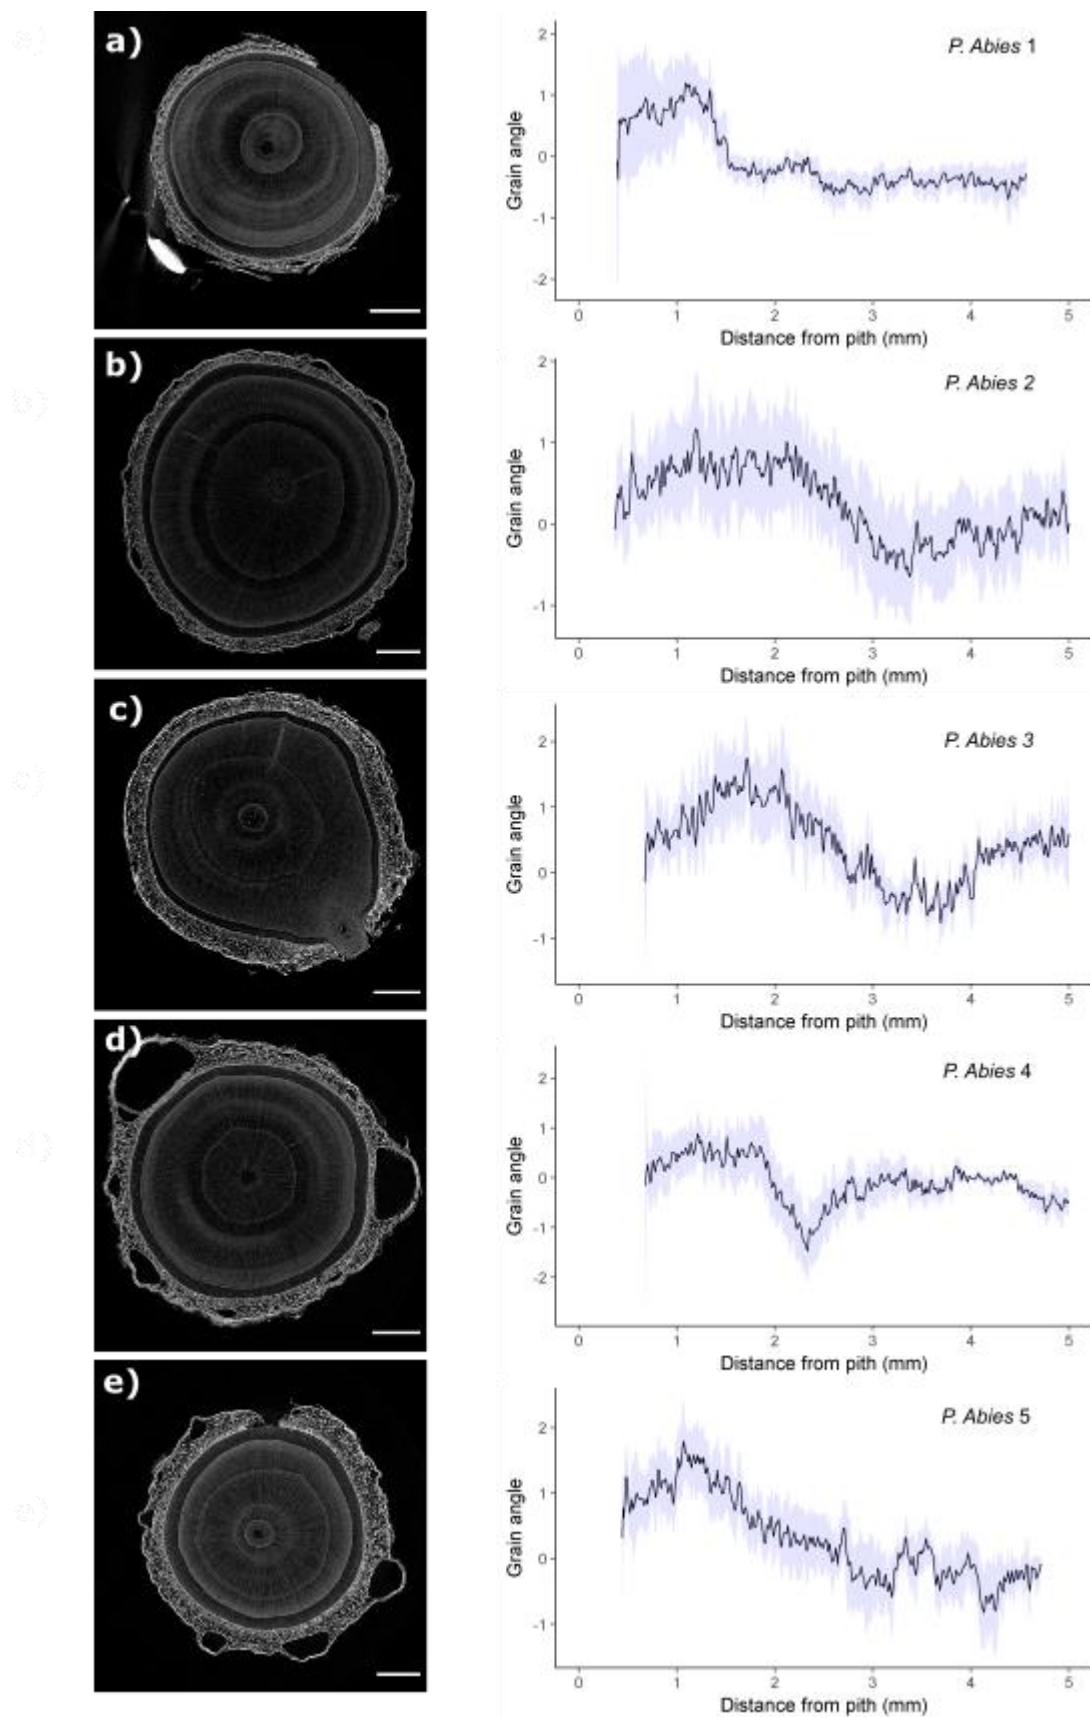 a)
P. Abies 1
Grain angle
2
1
0
-1
-2
0 1 2 3 4 5
Distance from pith (mm)
b)
P. Abies 2
Grain angle
2
1
0
-1
0 1 2 3 4 5
Distance from pith (mm)
c)
P. Abies 3
Grain angle
2
1
0
-1
0 1 2 3 4 5
Distance from pith (mm)
d)
P. Abies 4
Grain angle
2
1
0
-1
-2
0 1 2 3 4 5
Distance from pith (mm)
e)
P. Abies 5
Grain angle
2
1
0
-1
0 1 2 3 4 5
Distance from pith (mm)